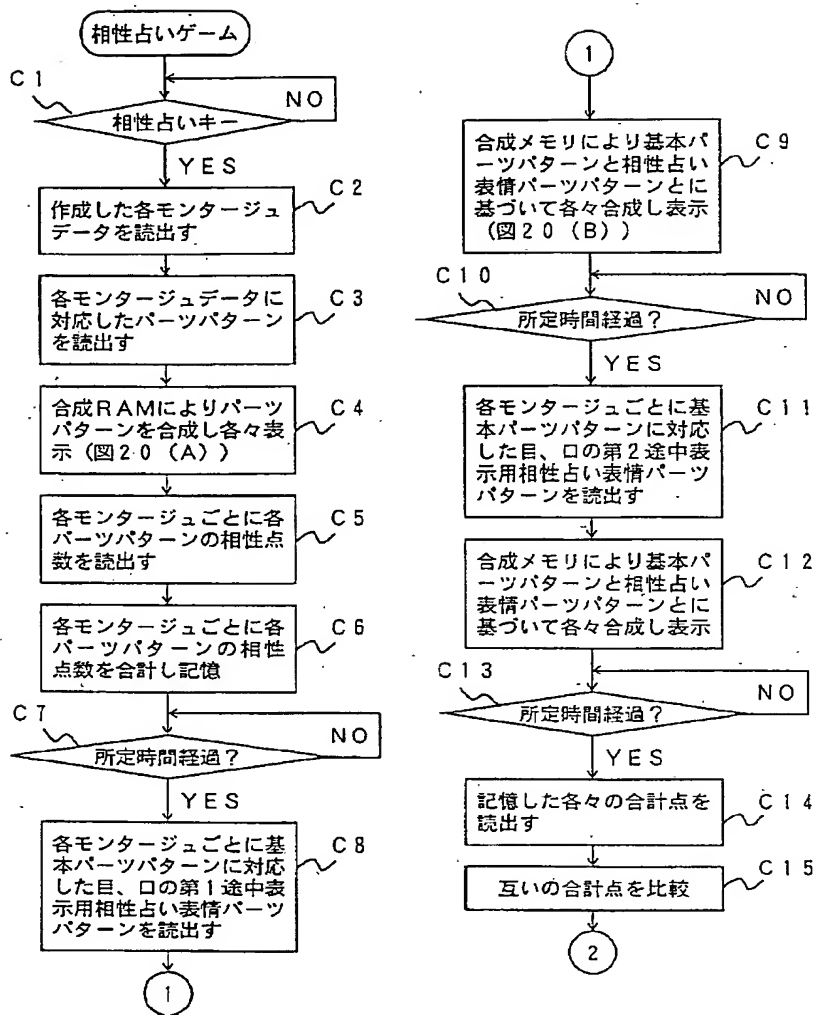 相性占いゲーム
C1
相性占いキー
NO
YES
C2
作成した各モンタージュ
データを読出す
C3
各モンタージュデータに
対応したパーツパターン
を読出す
C4
合成RAMによりパーツ
パターンを合成し各々表
示(図20(A))
C5
各モンタージュごとに各
パーツパターンの相性点
数を読出す
C6
各モンタージュごとに各
パーツパターンの相性
点数を合計し記憶
C7
所定時間経過?
NO
YES
C8
各モンタージュごとに基
本パーツパターンに対応
した目、口の第1途中表
示用相性占い表情パーツ
パターンを読出す
1
1
C9
合成メモリにより基本パ
ーツパターンと相性占い
表情パーツパターンとに
基づいて各々合成し表示
(図20(B))
C10
所定時間経過?
NO
YES
C11
各モンタージュごとに基
本パーツパターンに対応
した目、口の第2途中表
示用相性占い表情パーツ
パターンを読出す
C12
合成メモリにより基本パ
ーツパターンと相性占い
表情パーツパターンとに
基づいて各々合成し表示
C13
所定時間経過?
NO
YES
C14
記憶した各々の合計点を
読出す
C15
互いの合計点を比較
2